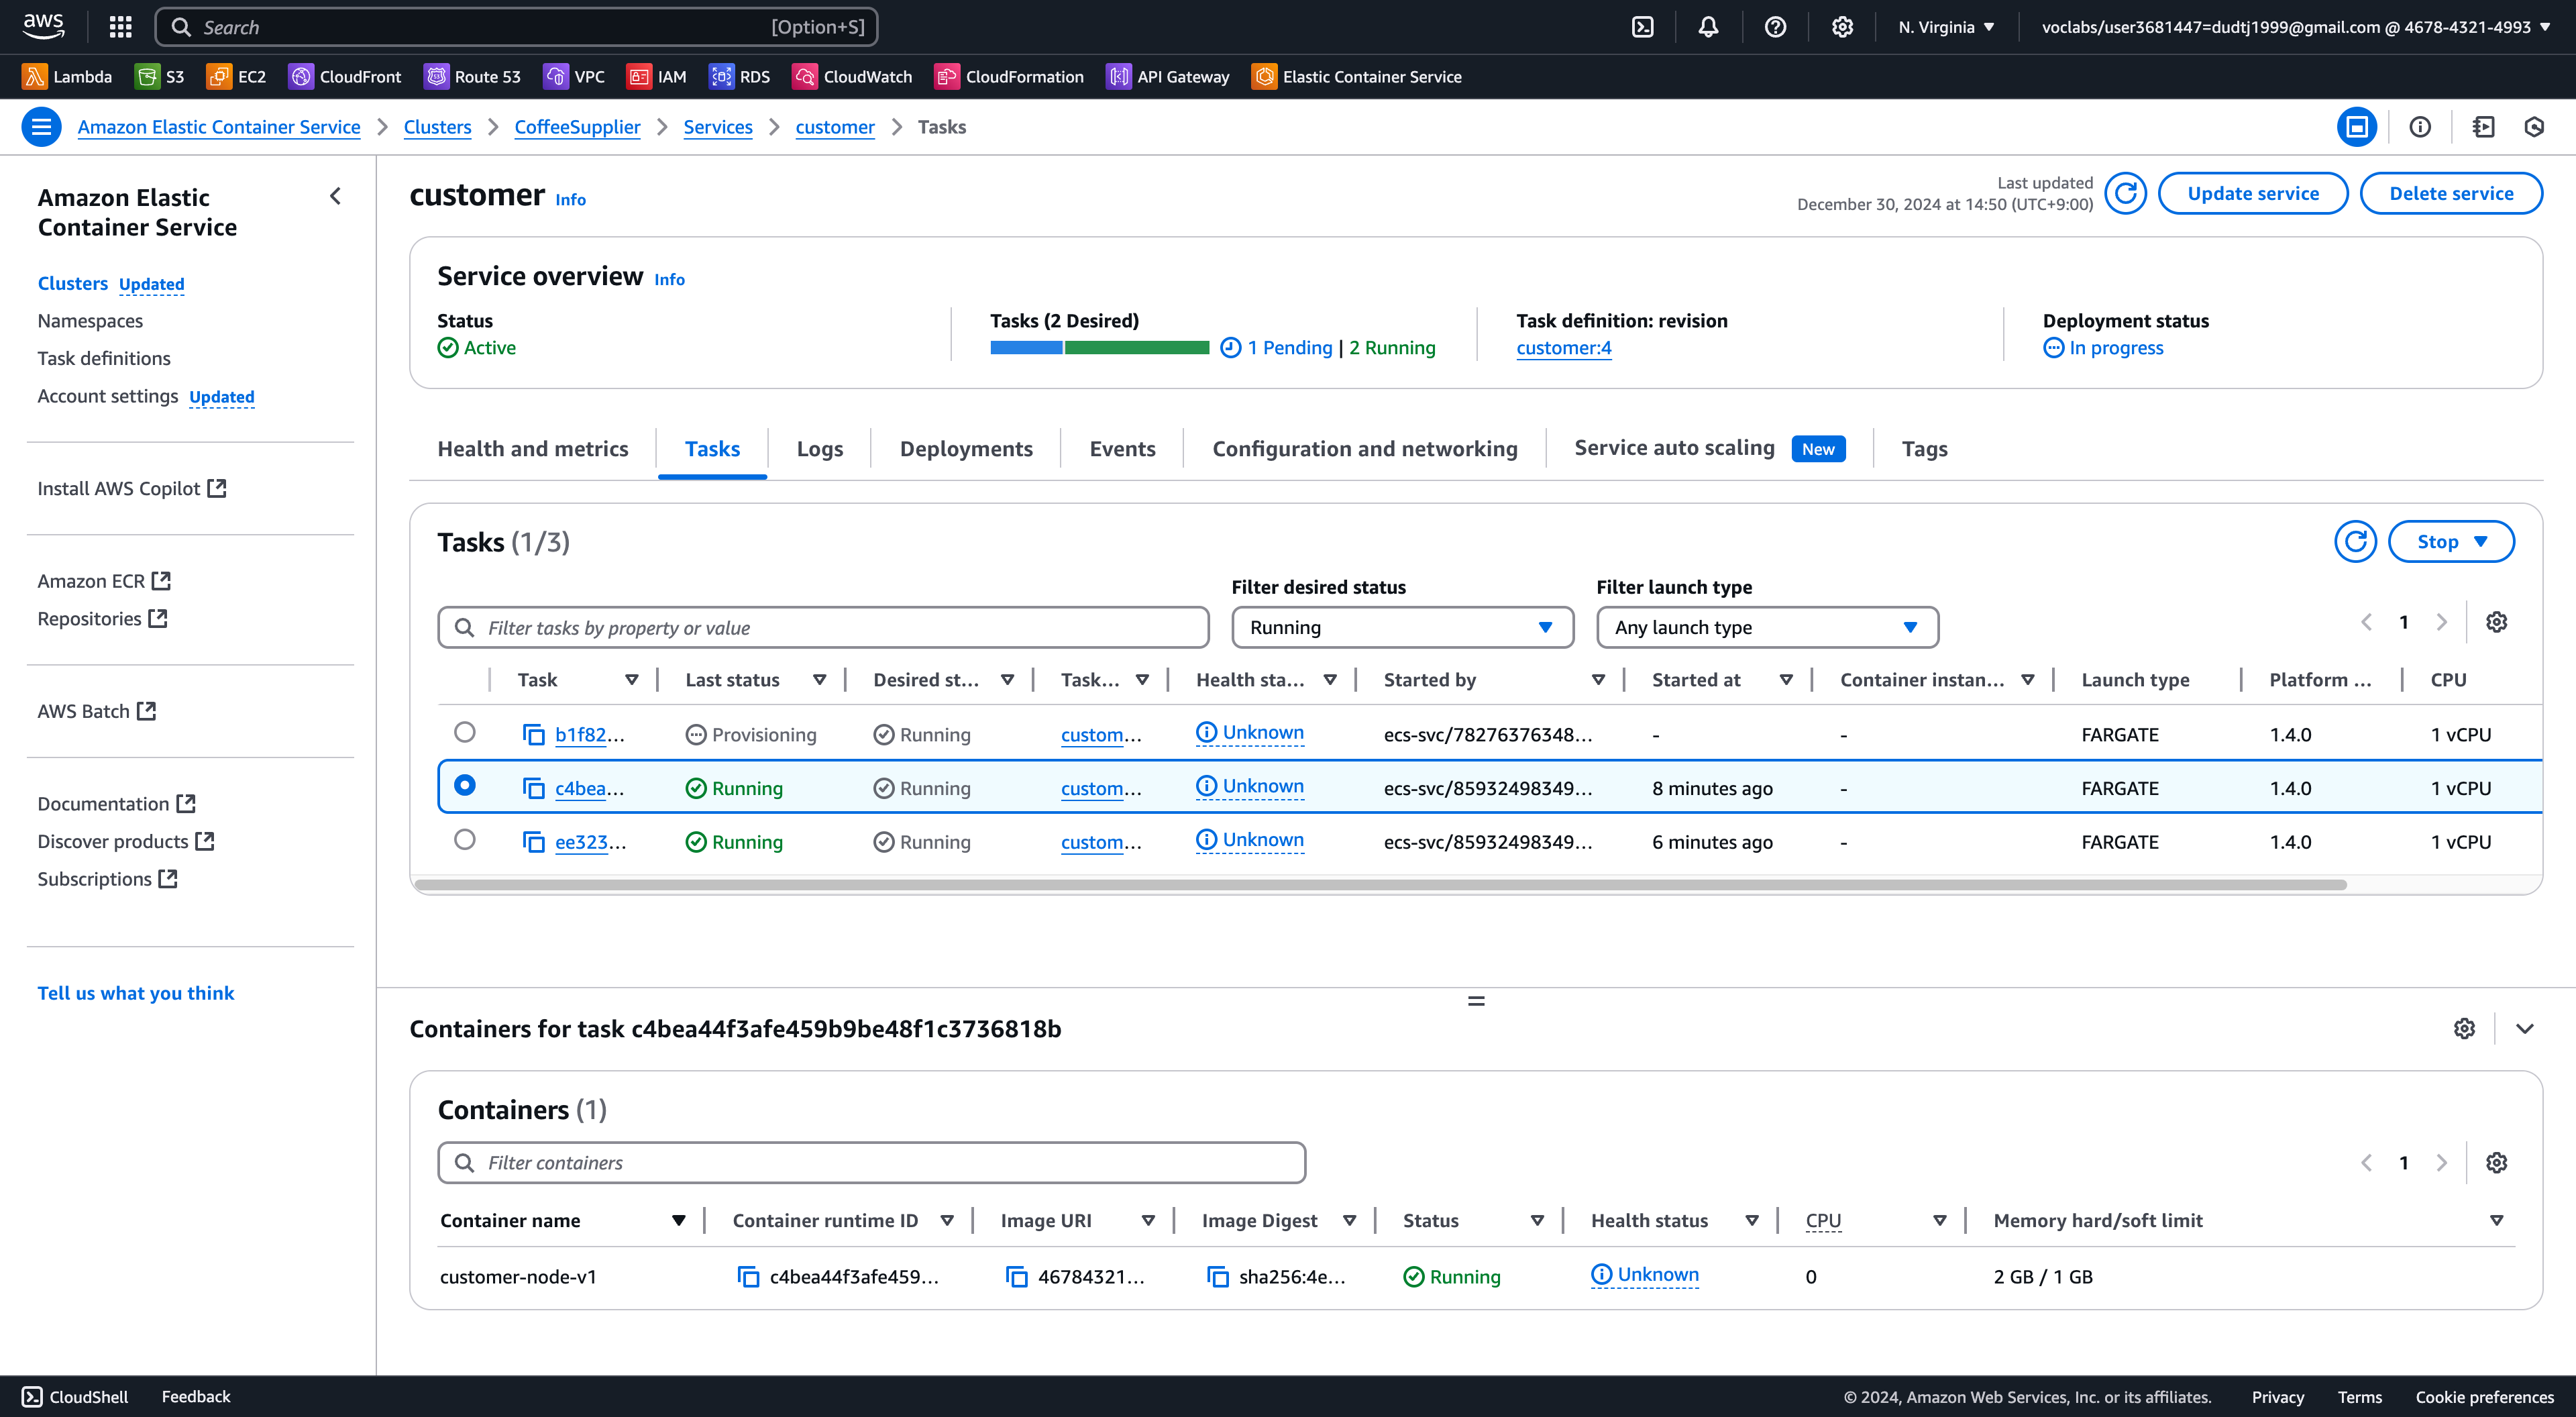 aws
Search [Option+S]
N. Virginia
voclabs/user3681447=dudtj1999@gmail.com @ 4678-4321-4993
Lambda S3 EC2 CloudFront Route 53 VPC IAM RDS CloudWatch CloudFormation API Gateway Elastic Container Service
Amazon Elastic Container Service > Clusters > CoffeeSupplier > Services > customer > Tasks
Amazon Elastic
Container Service
Clusters Updated
Namespaces
Task definitions
Account settings Updated
Install AWS Copilot
Amazon ECR
Repositories
AWS Batch
Documentation
Discover products
Subscriptions
Tell us what you think
customer Info
Last updated
December 30, 2024 at 14:50 (UTC+9:00)
Update service
Delete service
Service overview Info
Status
Active
Tasks (2 Desired)
1 Pending | 2 Running
Task definition: revision
customer:4
Deployment status
In progress
Health and metrics Tasks Logs Deployments Events Configuration and networking Service auto scaling New Tags
Tasks (1/3)
Stop
Filter desired status
Filter launch type
Filter tasks by property or value
Running
Any launch type
1
Task Last status Desired st... Task... Health sta... Started by Started at Container instan... Launch type Platform ... CPU
b1f82... Provisioning Running custom... Unknown ecs-svc/78276376348... - - FARGATE 1.4.0 1 vCPU
c4bea... Running Running custom... Unknown ecs-svc/85932498349... 8 minutes ago - FARGATE 1.4.0 1 vCPU
ee323... Running Running custom... Unknown ecs-svc/85932498349... 6 minutes ago - FARGATE 1.4.0 1 vCPU
Containers for task c4bea44f3afe459b9be48f1c3736818b
Containers (1)
Filter containers
1
Container name Container runtime ID Image URI Image Digest Status Health status CPU Memory hard/soft limit
customer-node-v1 c4bea44f3afe459... 46784321... sha256:4e... Running Unknown 0 2 GB / 1 GB
CloudShell Feedback
© 2024, Amazon Web Services, Inc. or its affiliates. Privacy Terms Cookie preferences